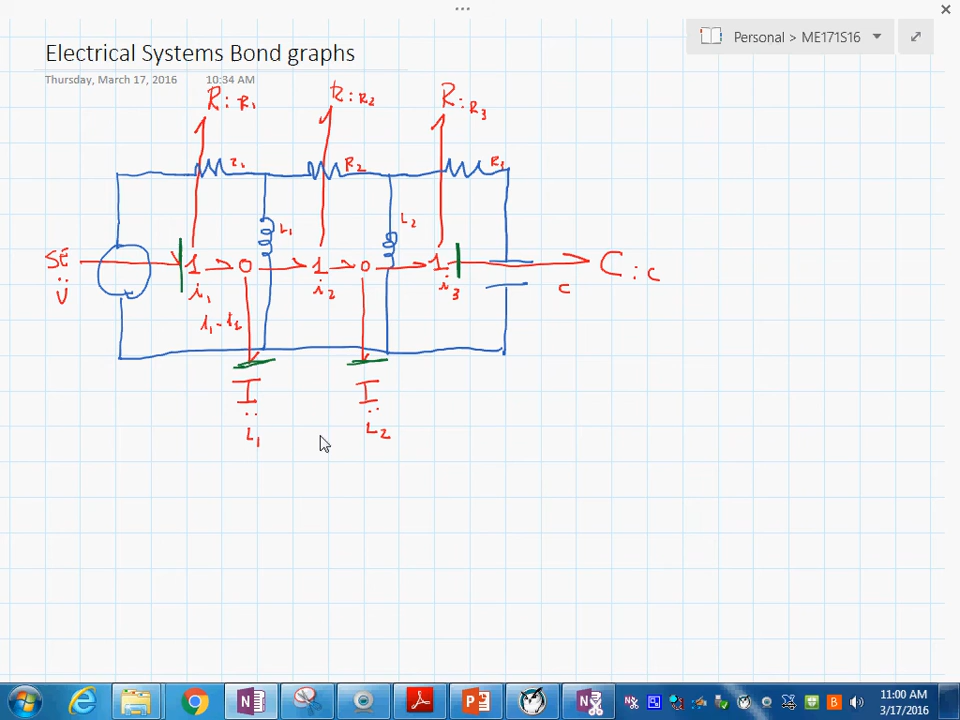 Personal > ME171S16
Electrical Systems Bond graphs
Thursday, March 17, 2016 10:34 AM
R:R1 R:R2 R:R3
R1 R2 R3
L1 L2
SE : V
1 0 1 0 1 C:C
i1 i2 i3 C
i1-i2
I I
: :
L1 L2
11:00 AM
3/17/2016